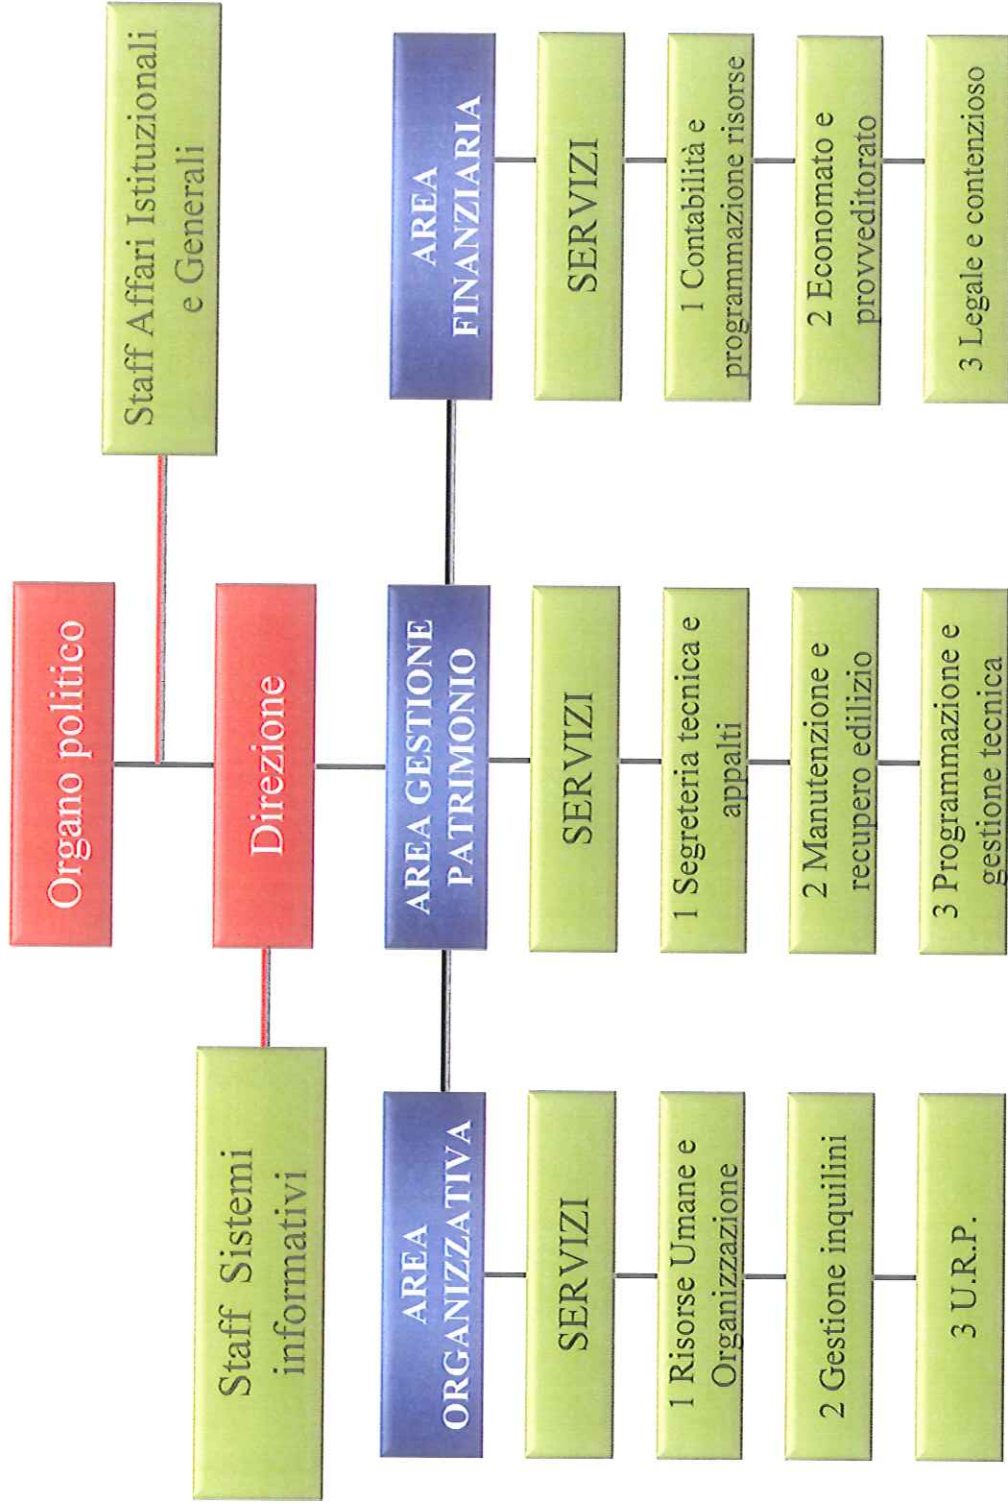 Organo politico
Staff Affari Istituzionali
e Generali
Staff Sistemi
informativi
Direzione
AREA
ORGANIZZATIVA
SERVIZI
1 Risorse Umane e
Organizzazione
2 Gestione inquilini
3 U.R.P.
AREA GESTIONE
PATRIMONIO
SERVIZI
1 Segreteria tecnica e
appalti
2 Manutenzione e
recupero edilizio
3 Programmazione e
gestione tecnica
AREA
FINANZIARIA
SERVIZI
1 Contabilità e
programmazione risorse
2 Economato e
provveditorato
3 Legale e contenzioso